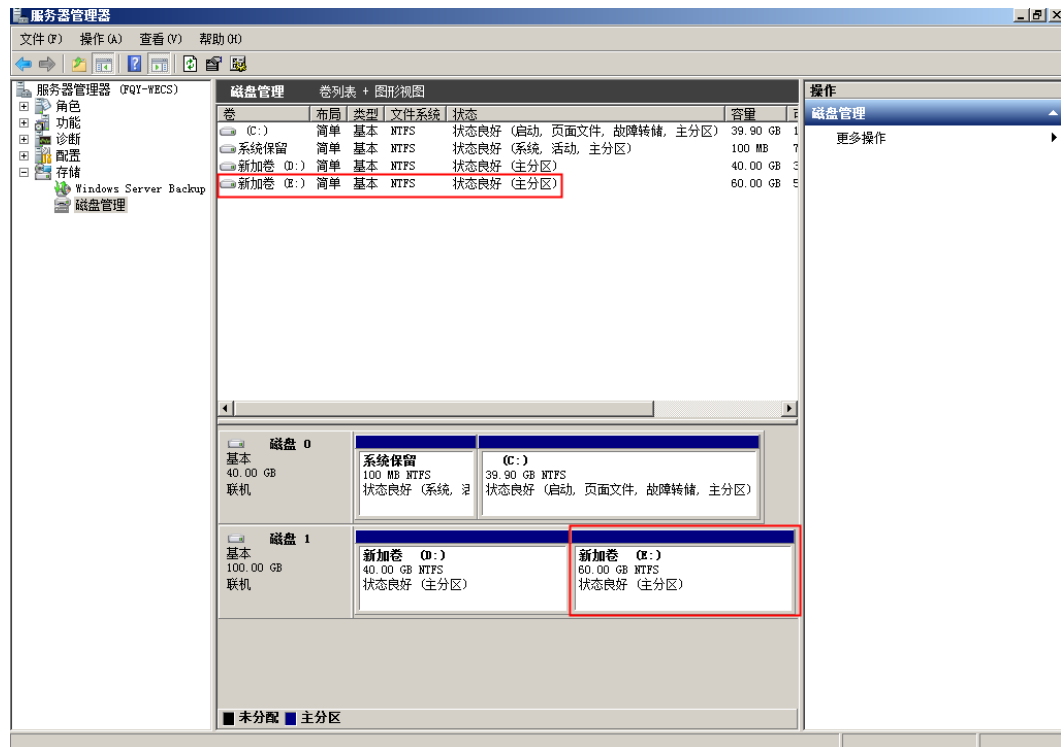 服务器管理器
文件(F) 操作(A) 查看(V) 帮助(H)
服务器管理器 (FQY-WECS)
角色
功能
诊断
配置
存储
Windows Server Backup
磁盘管理
磁盘管理 卷列表 + 图形视图
卷 布局 类型 文件系统 状态 容量
(C:) 简单 基本 NTFS 状态良好 (启动, 页面文件, 故障转储, 主分区) 39.90 GB 1
系统保留 简单 基本 NTFS 状态良好 (系统, 活动, 主分区) 100 MB 7
新加卷 (D:) 简单 基本 NTFS 状态良好 (主分区) 40.00 GB 3
新加卷 (E:) 简单 基本 NTFS 状态良好 (主分区) 60.00 GB 5
磁盘 0
基本
40.00 GB
联机
系统保留
100 MB NTFS
状态良好 (系统,
(C:)
39.90 GB NTFS
状态良好 (启动, 页面文件, 故障转储, 主分区)
磁盘 1
基本
100.00 GB
联机
新加卷 (D:)
40.00 GB NTFS
状态良好 (主分区)
新加卷 (E:)
60.00 GB NTFS
状态良好 (主分区)
未分配 主分区
操作
磁盘管理
更多操作